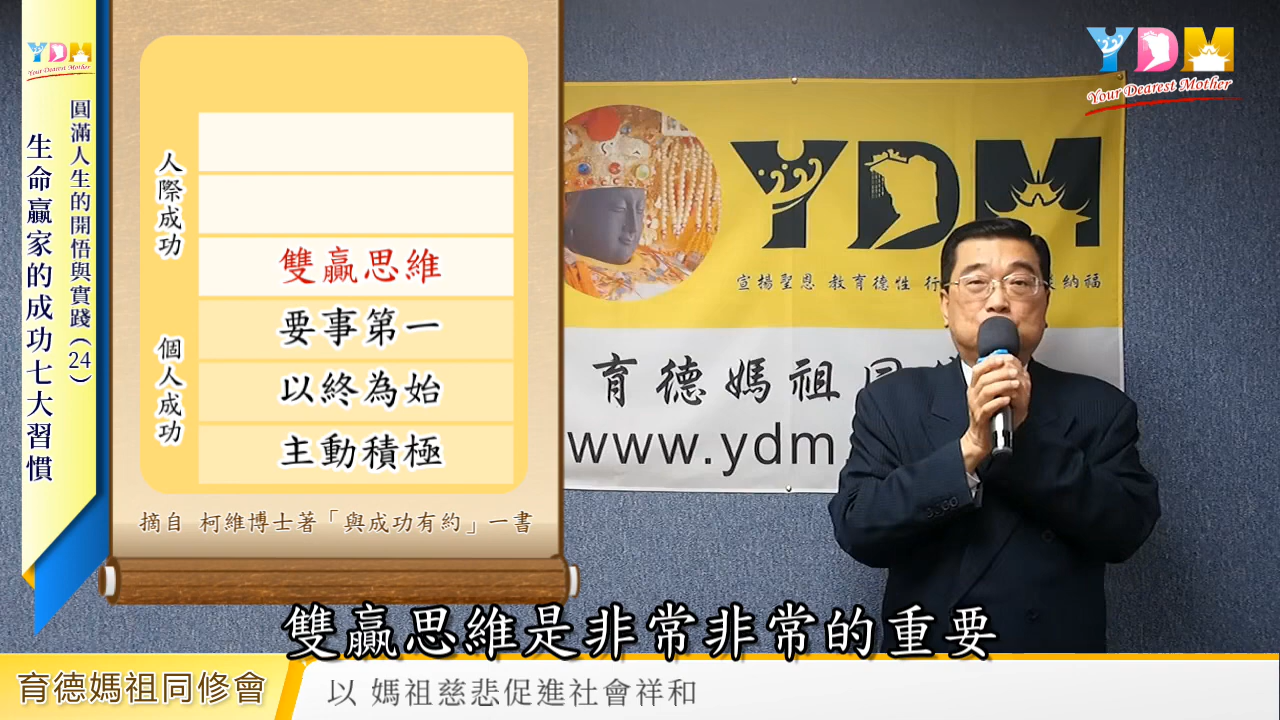 YDM
Your Dearest Mother
圓滿人生的開悟與實踐（24）
生命贏家的成功七大習慣
人際成功
雙贏思維
要事第一
以終為始
主動積極
個人成功
摘自 柯維博士著「與成功有約」一書
YDM
Your Dearest Mother
YDM
宣揚聖恩 教育德性 行
納福
育德媽祖同
www.ydm
雙贏思維是非常非常的重要
育德媽祖同修會
以 媽祖慈悲促進社會祥和